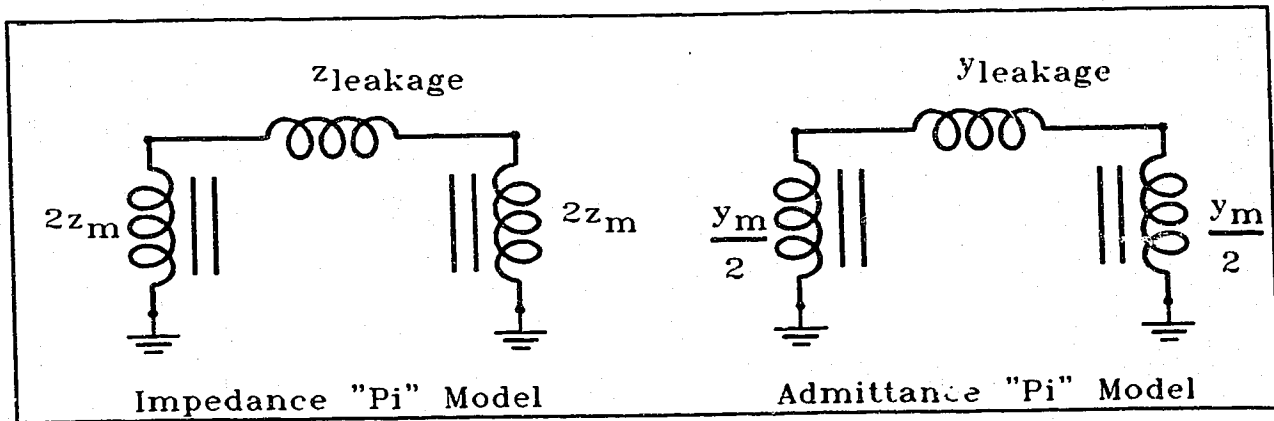 zleakage
2zm
2zm
Impedance "Pi" Model
yleakage
ym
2
ym
2
Admittance "Pi" Model